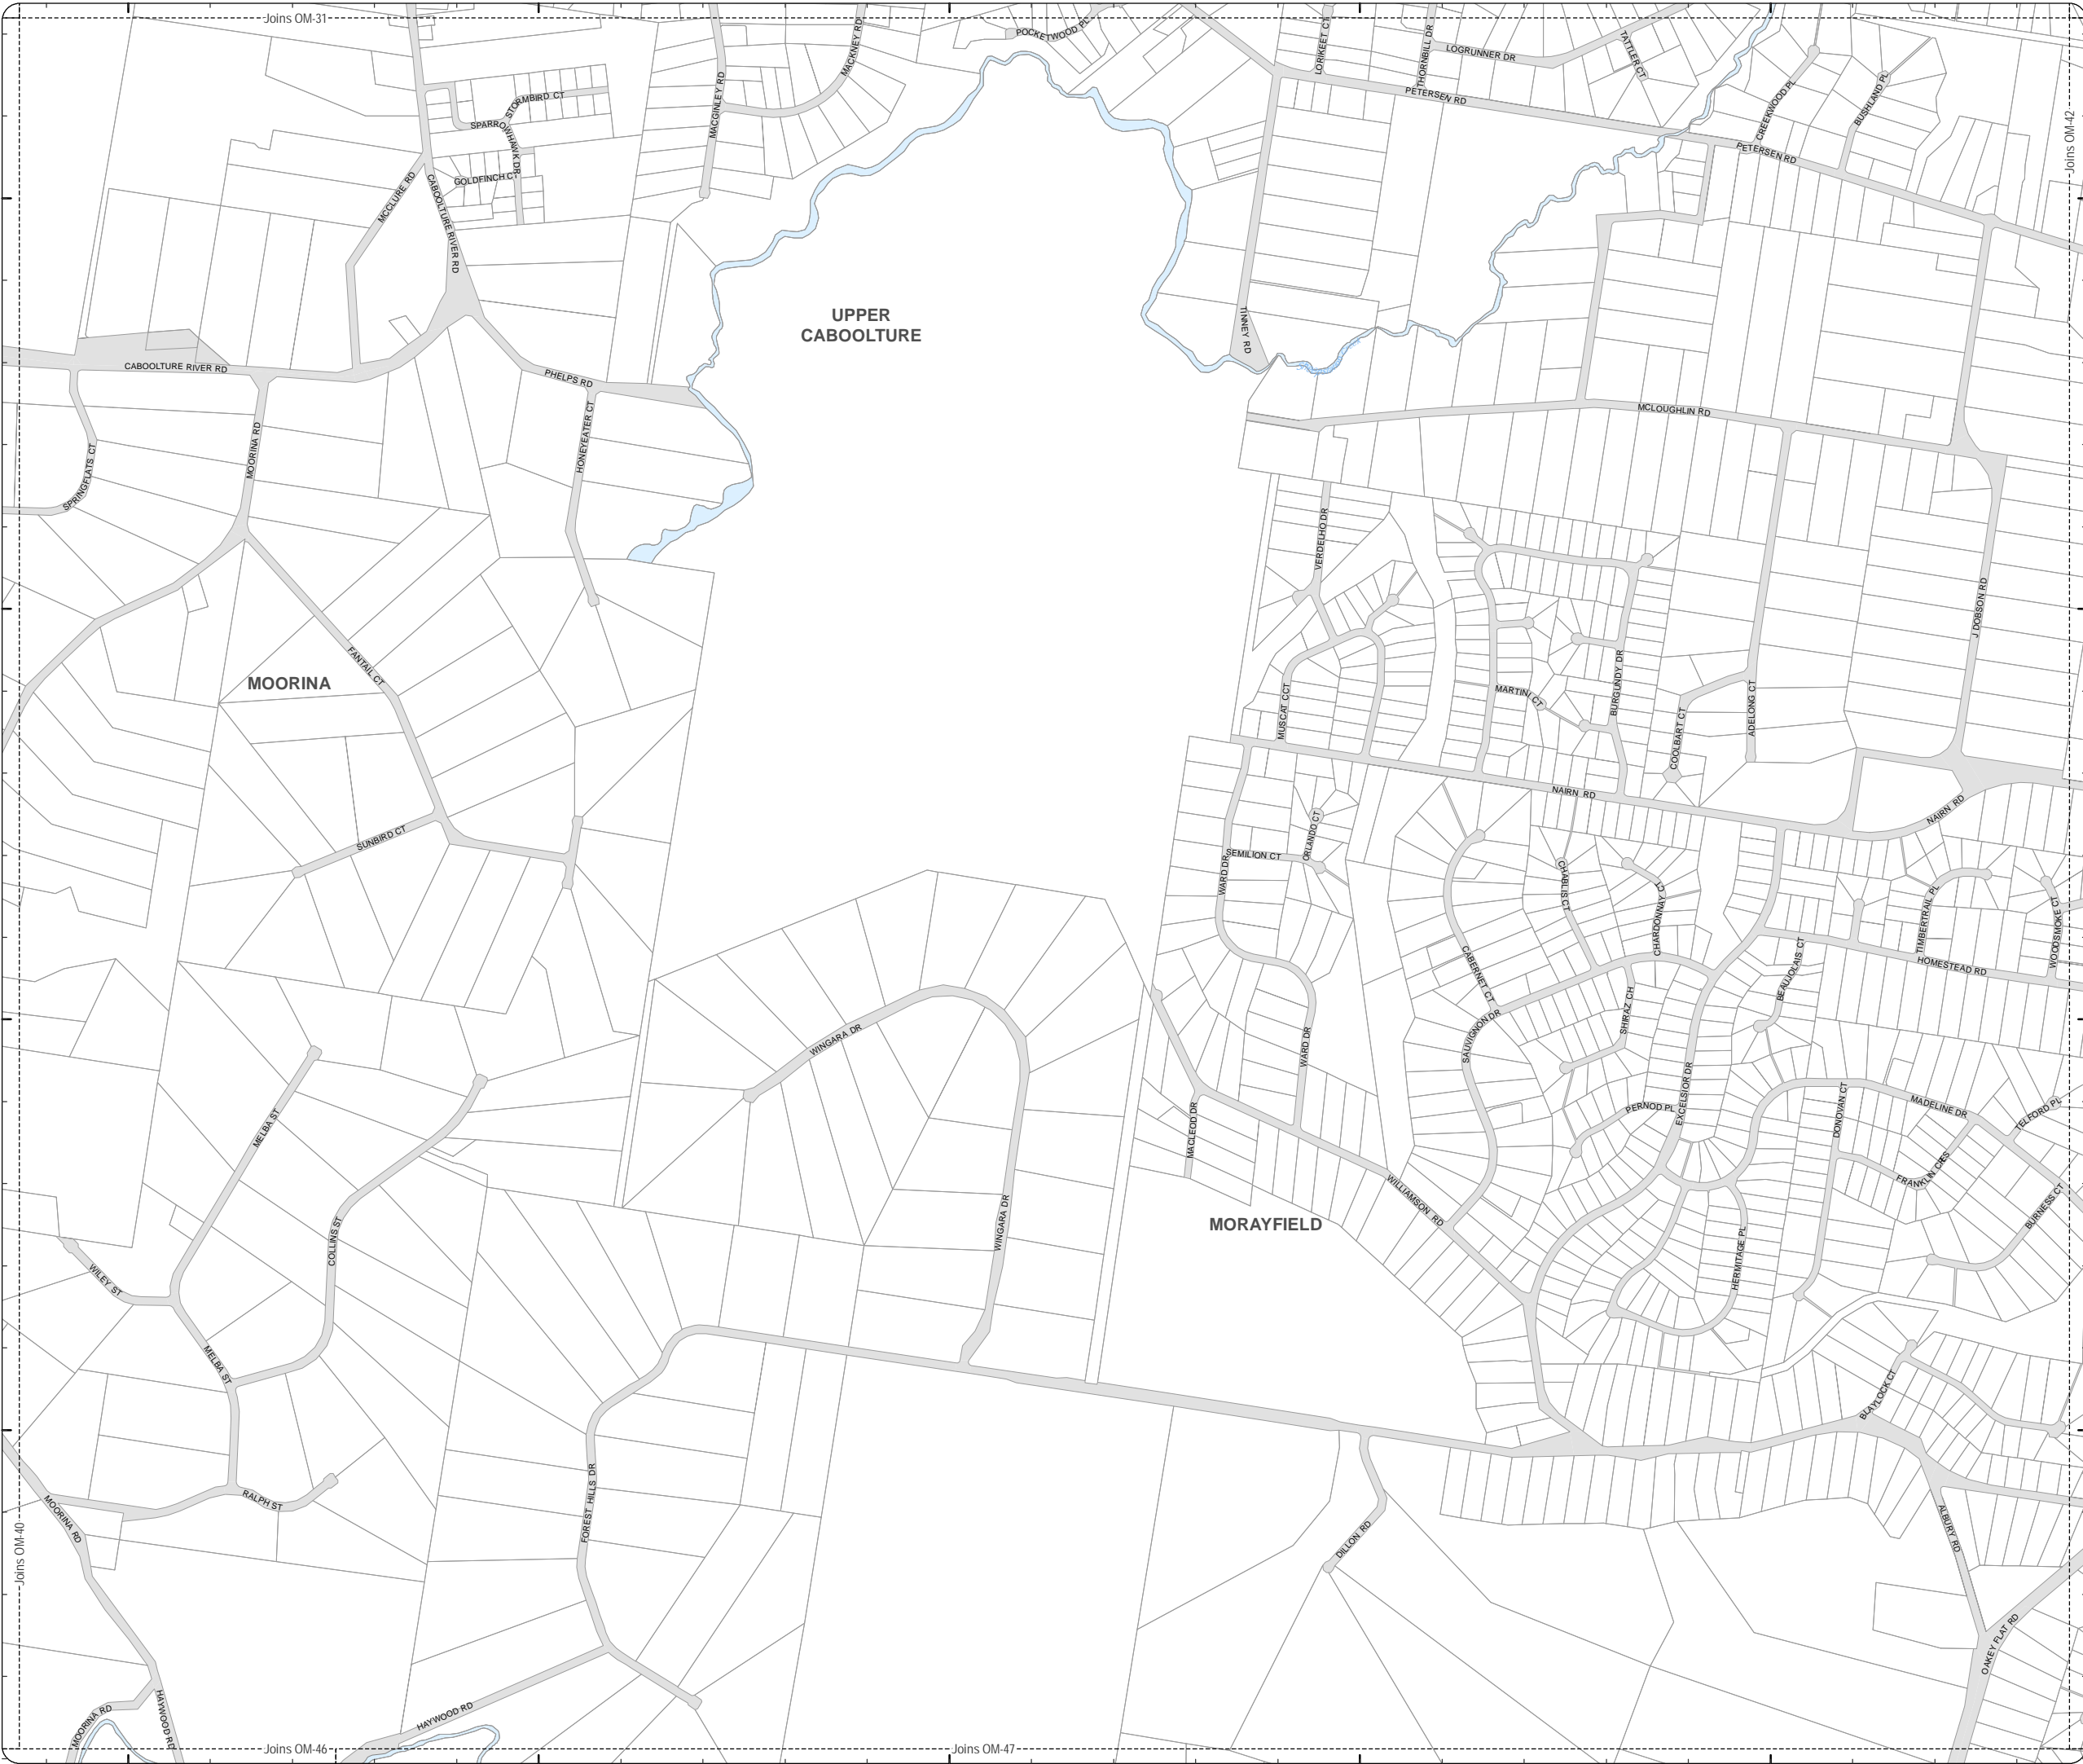 Joins OM-31
POCKETWOOD PL
MACKNEY RD
LORIKEET CT
THORNBILL DR
LOGRUNNER DR
TATTLER CT
MACGINLEY RD
STORMBIRD CT
SPARROWHAWK DR
PETERSEN RD
CREEKWOOD PL
BUSHLAND PL
Joins OM-42
PETERSEN RD
GOLDFINCH CT
MCCLURE RD
CABOOLTURE RIVER RD
UPPER
CABOOLTURE
TINNEY RD
CABOOLTURE RIVER RD
PHELPS RD
MCLOUGHLIN RD
HONEYEATER CT
MOORINA RD
SPRINGFLATS CT
VERDELHO DR
J DOBSON RD
FANTAIL CT
MOORINA
MUSCAT CCT
MARTINI CT
BURGUNDY DR
COOLBART CT
ADELONG CT
NAIRN RD
NAIRN RD
SUNBIRD CT
ORLANDO CT
SEMILION CT
WARD DR
CHABLIS CT
CHARDONNAY CT
TIMBERTRAIL PL
WOODSMOKE CT
HOMESTEAD RD
BEAUJOLAIS CT
CABERNET CT
SAUVIGNON DR
SHIRAZ CH
WINGARA DR
WARD DR
EXCELSIOR DR
PERNOD PL
DONOVAN CT
MADELINE DR
TELFORD PL
MELBA ST
MACLEOD DR
FRANKLIN CRES
BURNESS CT
WILLIAMSON RD
MORAYFIELD
COLLINS ST
WINGARA DR
HERMITAGE PL
WILEY ST
MELBA ST
BLAYLOCK CT
FOREST HILLS DR
RALPH ST
MOORINA RD
Joins OM-40
DILLON RD
ALBURY RD
OAKEY FLAT RD
MOORINA RD
HAYWOOD RD
HAYWOOD RD
Joins OM-46
Joins OM-47